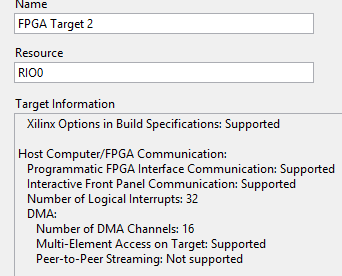 Name
FPGA Target 2
Resource
RIO0
Target Information
Xilinx Options in Build Specifications: Supported
Host Computer/FPGA Communication:
Programmatic FPGA Interface Communication: Supported
Interactive Front Panel Communication: Supported
Number of Logical Interrupts: 32
DMA:
Number of DMA Channels: 16
Multi-Element Access on Target: Supported
Peer-to-Peer Streaming: Not supported